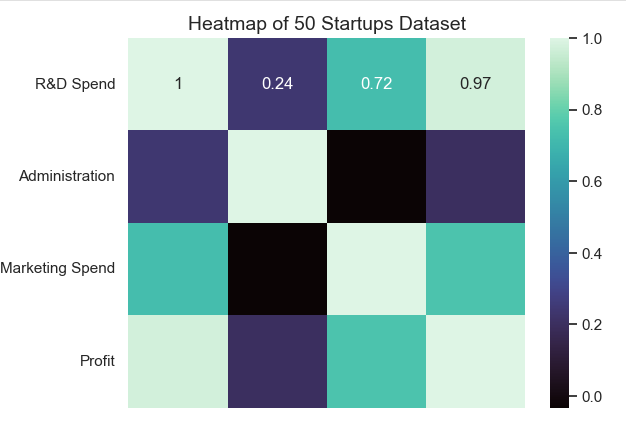 Heatmap of 50 Startups Dataset
R&D Spend 1 0.24 0.72 0.97
Administration
Marketing Spend
Profit
1.0
0.8
0.6
0.4
0.2
0.0